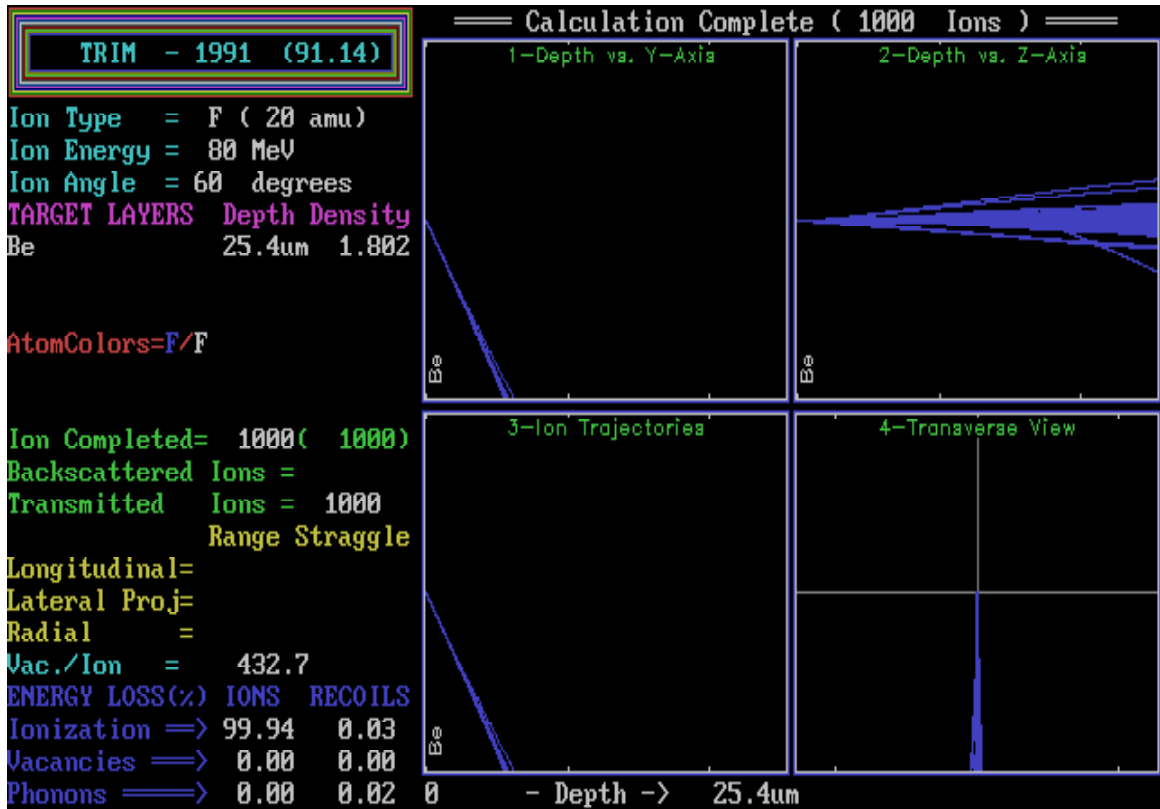 TRIM - 1991 (91.14)
Ion Type = F ( 20 amu)
Ion Energy = 80 MeV
Ion Angle = 60 degrees
TARGET LAYERS Depth Density
Be 25.4um 1.802
AtomColors=F/F
Ion Completed= 1000( 1000)
Backscattered Ions =
Transmitted Ions = 1000
Range Straggle
Longitudinal=
Lateral Proj=
Radial =
Vac./Ion = 432.7
ENERGY LOSS(%) IONS RECOILS
Ionization ══> 99.94 0.03
Vacancies ═══> 0.00 0.00
Phonons ════> 0.00 0.02
═══ Calculation Complete ( 1000 Ions ) ═══
1-Depth vs. Y-Axis
Be
2-Depth vs. Z-Axis
Be
3-Ion Trajectories
Be
4-Transverse View
0 - Depth -> 25.4um